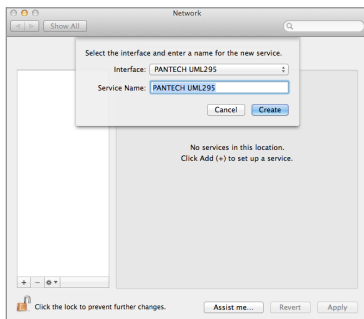 Network
Show All
Select the interface and enter a name for the new service.
Interface: PANTECH UML295
Service Name: PANTECH UML295
Cancel Create
No services in this location.
Click Add (+) to set up a service.
+ −
Click the lock to prevent further changes.
Assist me... Revert Apply